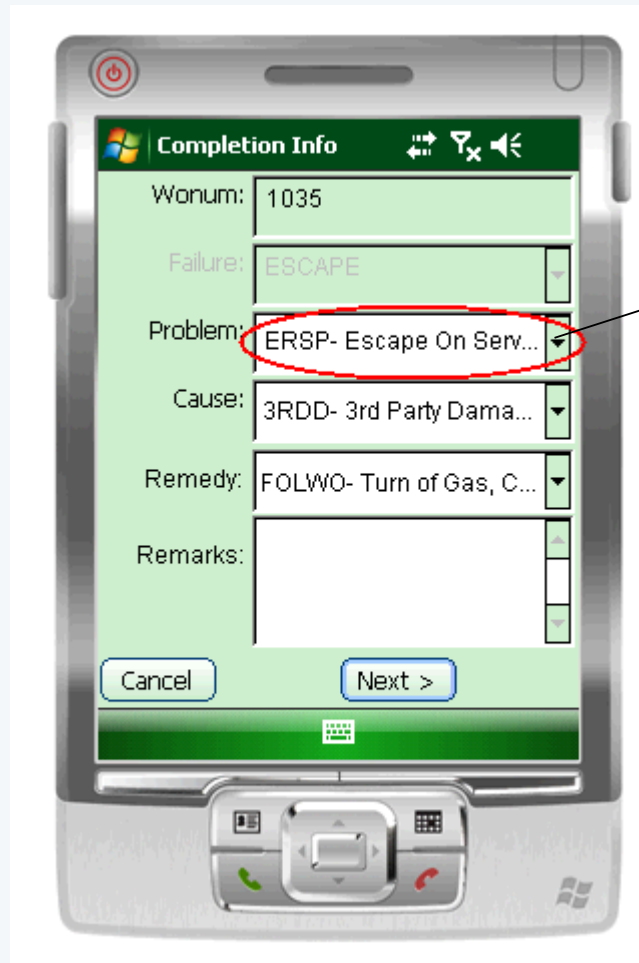 Completion Info
Wonum: 1035
Failure: ESCAPE
Problem: ERSP- Escape On Serv...
Cause: 3RDD- 3rd Party Dama...
Remedy: FOLWO- Turn of Gas, C...
Remarks:
Cancel Next >